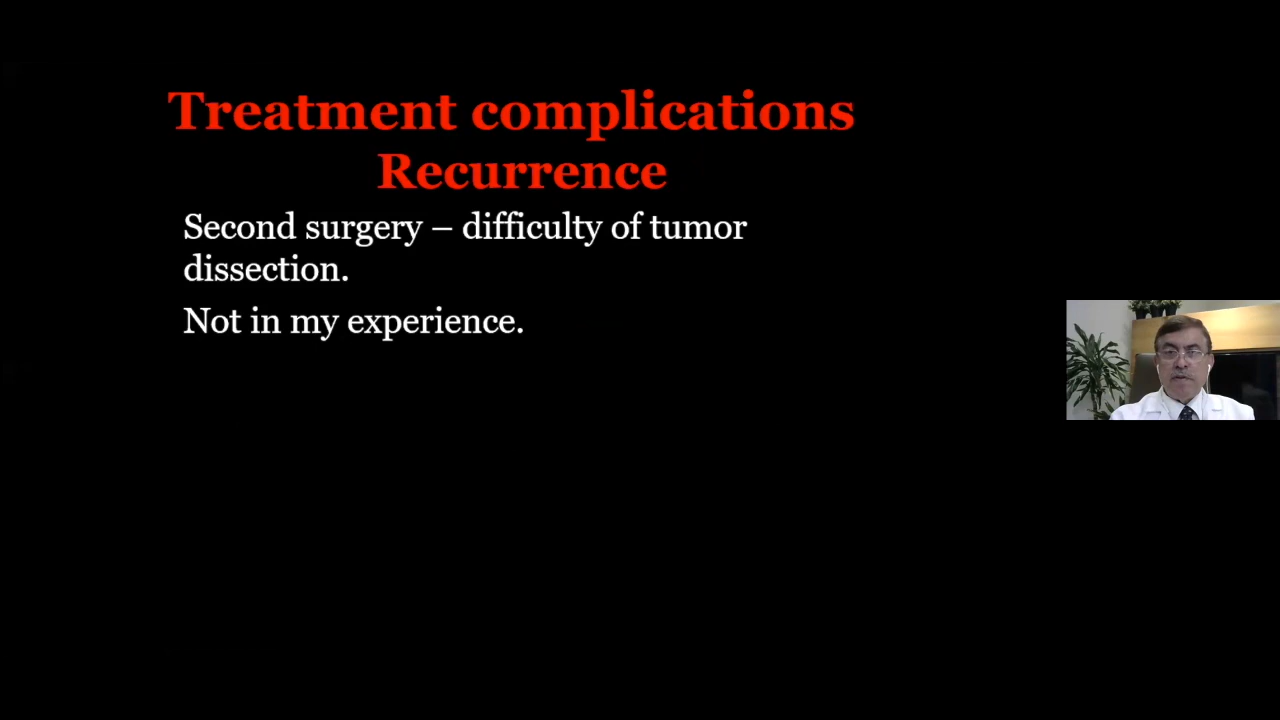 Treatment complications
Recurrence
Second surgery – difficulty of tumor
dissection.
Not in my experience.